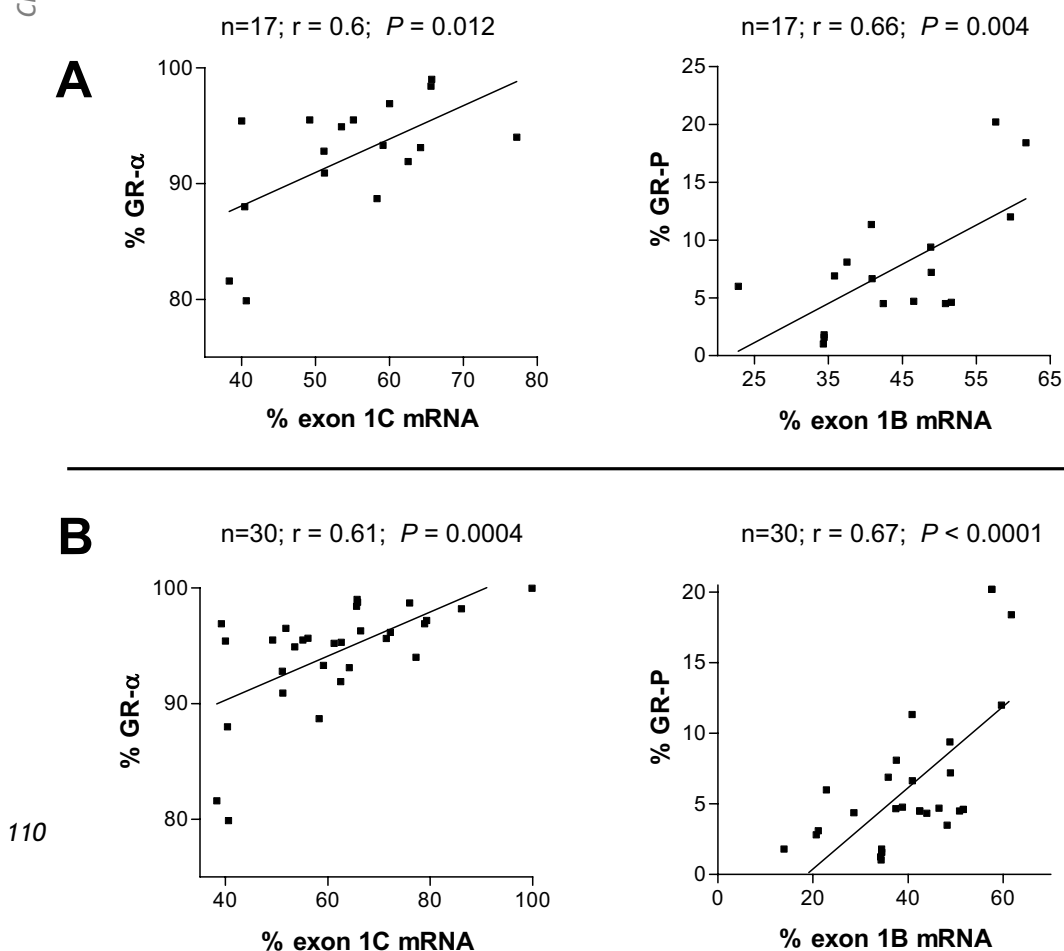 n=17; r = 0.6; P = 0.012
n=17; r = 0.66; P = 0.004
A
100
90
80
% GR-α
40
50
60
70
80
% exon 1C mRNA
25
20
15
10
5
0
% GR-P
25
35
45
55
65
% exon 1B mRNA
B
n=30; r = 0.61; P = 0.0004
n=30; r = 0.67; P < 0.0001
100
90
80
% GR-α
40
60
80
100
% exon 1C mRNA
20
15
10
5
0
% GR-P
0
20
40
60
% exon 1B mRNA
110